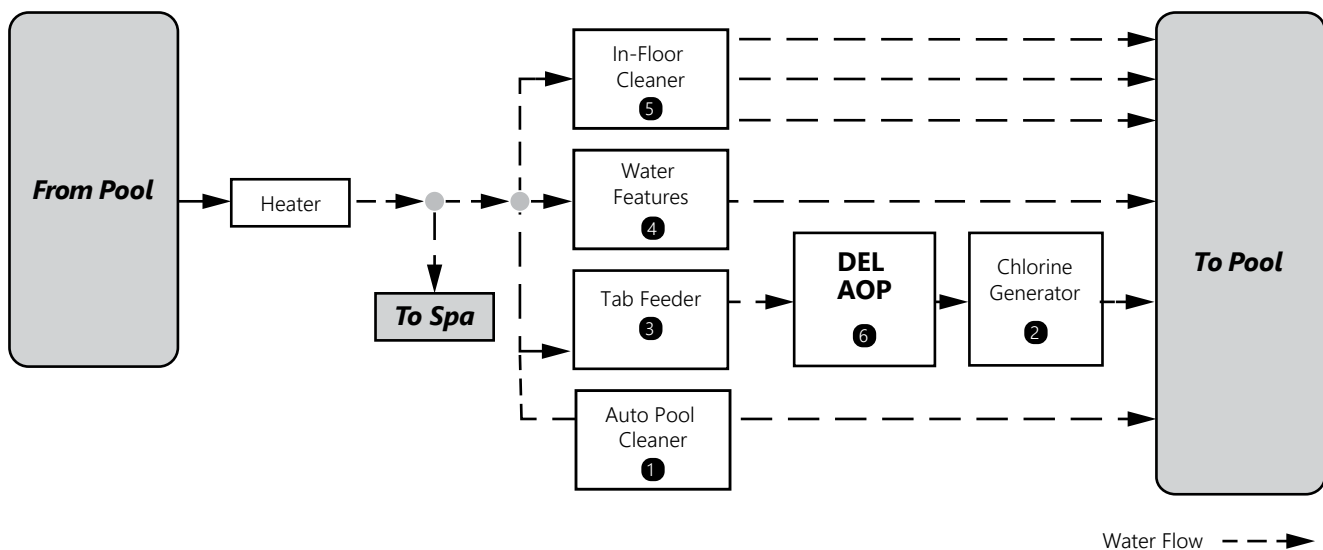 From Pool
Heater
To Spa
In-Floor
Cleaner
5
Water
Features
4
Tab Feeder
3
Auto Pool
Cleaner
1
DEL
AOP
6
Chlorine
Generator
2
To Pool
Water Flow